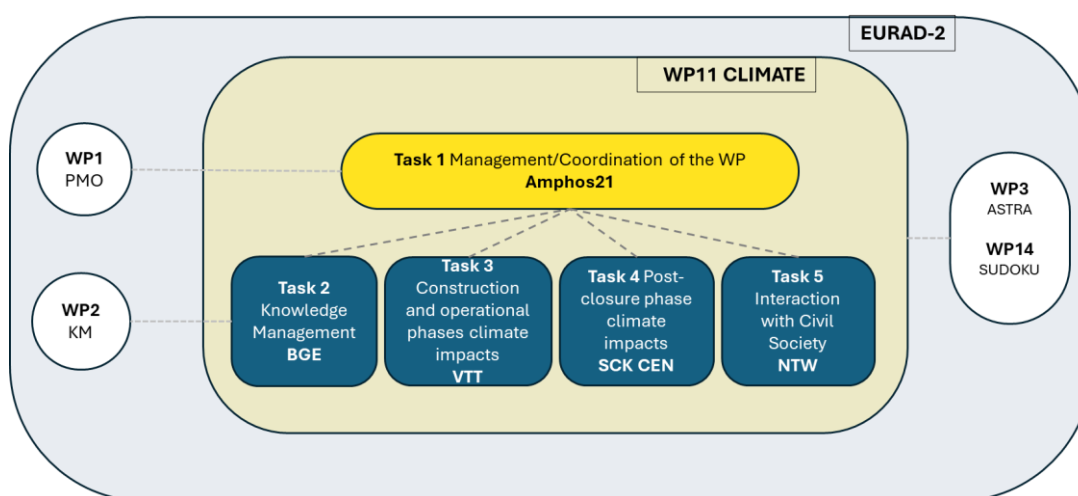 EURAD-2
WP11 CLIMATE
WP1
PMO
Task 1 Management/Coordination of the WP
Amphos21
WP3
ASTRA
WP14
SUDOKU
WP2
KM
Task 2
Knowledge
Management
BGE
Task 3
Construction
and operational
phases climate
impacts
VTT
Task 4 Post-
closure phase
climate
impacts
SCK CEN
Task 5
Interaction
with Civil
Society
NTW